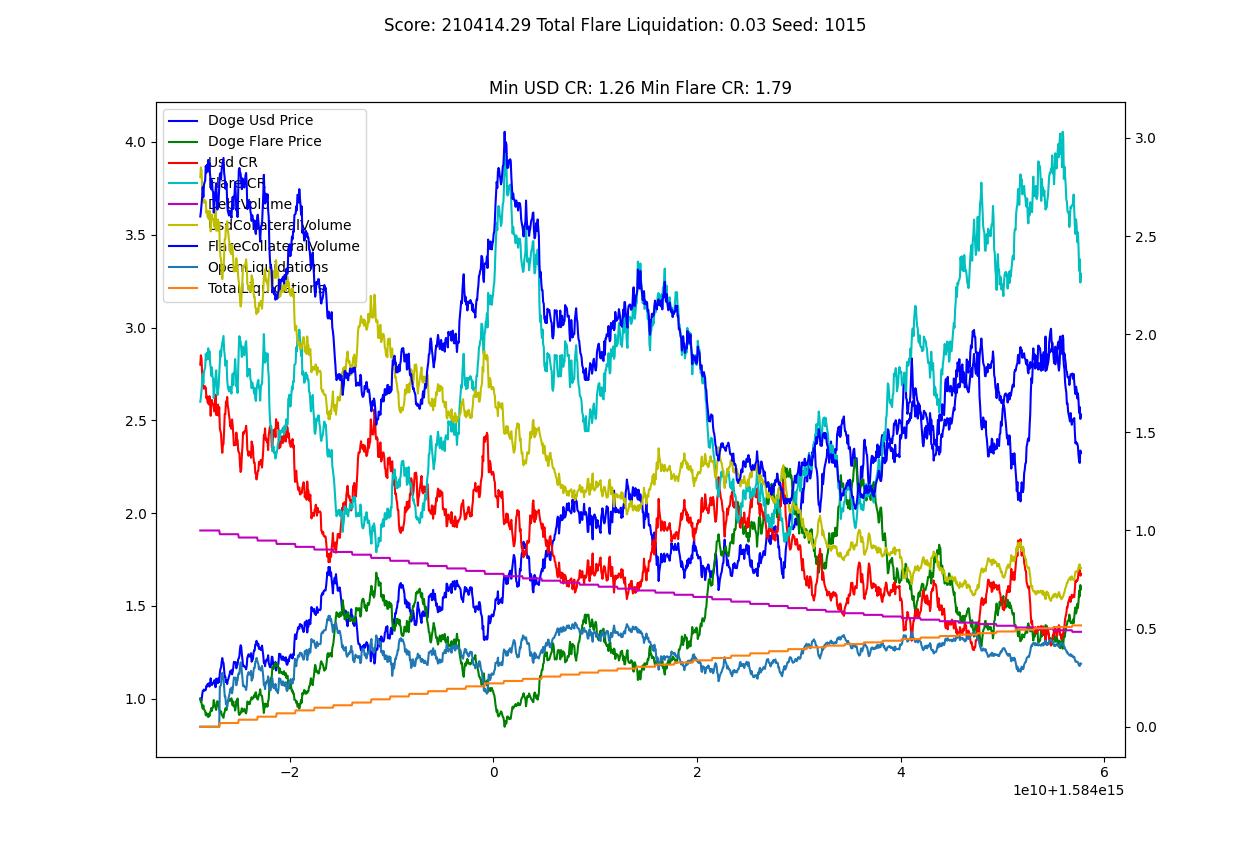 Score: 210414.29 Total Flare Liquidation: 0.03 Seed: 1015
Min USD CR: 1.26 Min Flare CR: 1.79
Doge Usd Price
Doge Flare Price
Usd CR
Flare CR
DebtVolume
UsdCollateralVolume
FlareCollateralVolume
OpenLiquidations
TotalLiquidations
4.0
3.5
3.0
2.5
2.0
1.5
1.0
3.0
2.5
2.0
1.5
1.0
0.5
0.0
−2
0
2
4
6
1e10+1.584e15